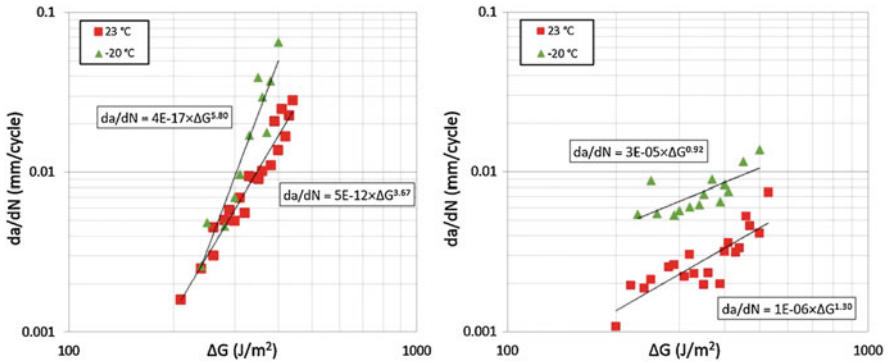 0.1
23 °C
-20 °C
da/dN = 4E-17×ΔG^5.80
da/dN (mm/cycle)
0.01
da/dN = 5E-12×ΔG^3.67
0.001
100
ΔG (J/m²)
1000
0.1
23 °C
-20 °C
da/dN = 3E-05×ΔG^0.92
da/dN (mm/cycle)
0.01
da/dN = 1E-06×ΔG^1.30
0.001
100
ΔG (J/m²)
1000